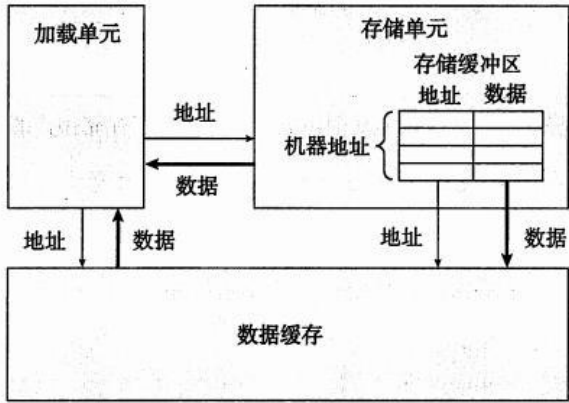 加载单元
存储单元
存储缓冲区
地址 数据
地址
机器地址
数据
地址
数据
地址
数据
数据缓存